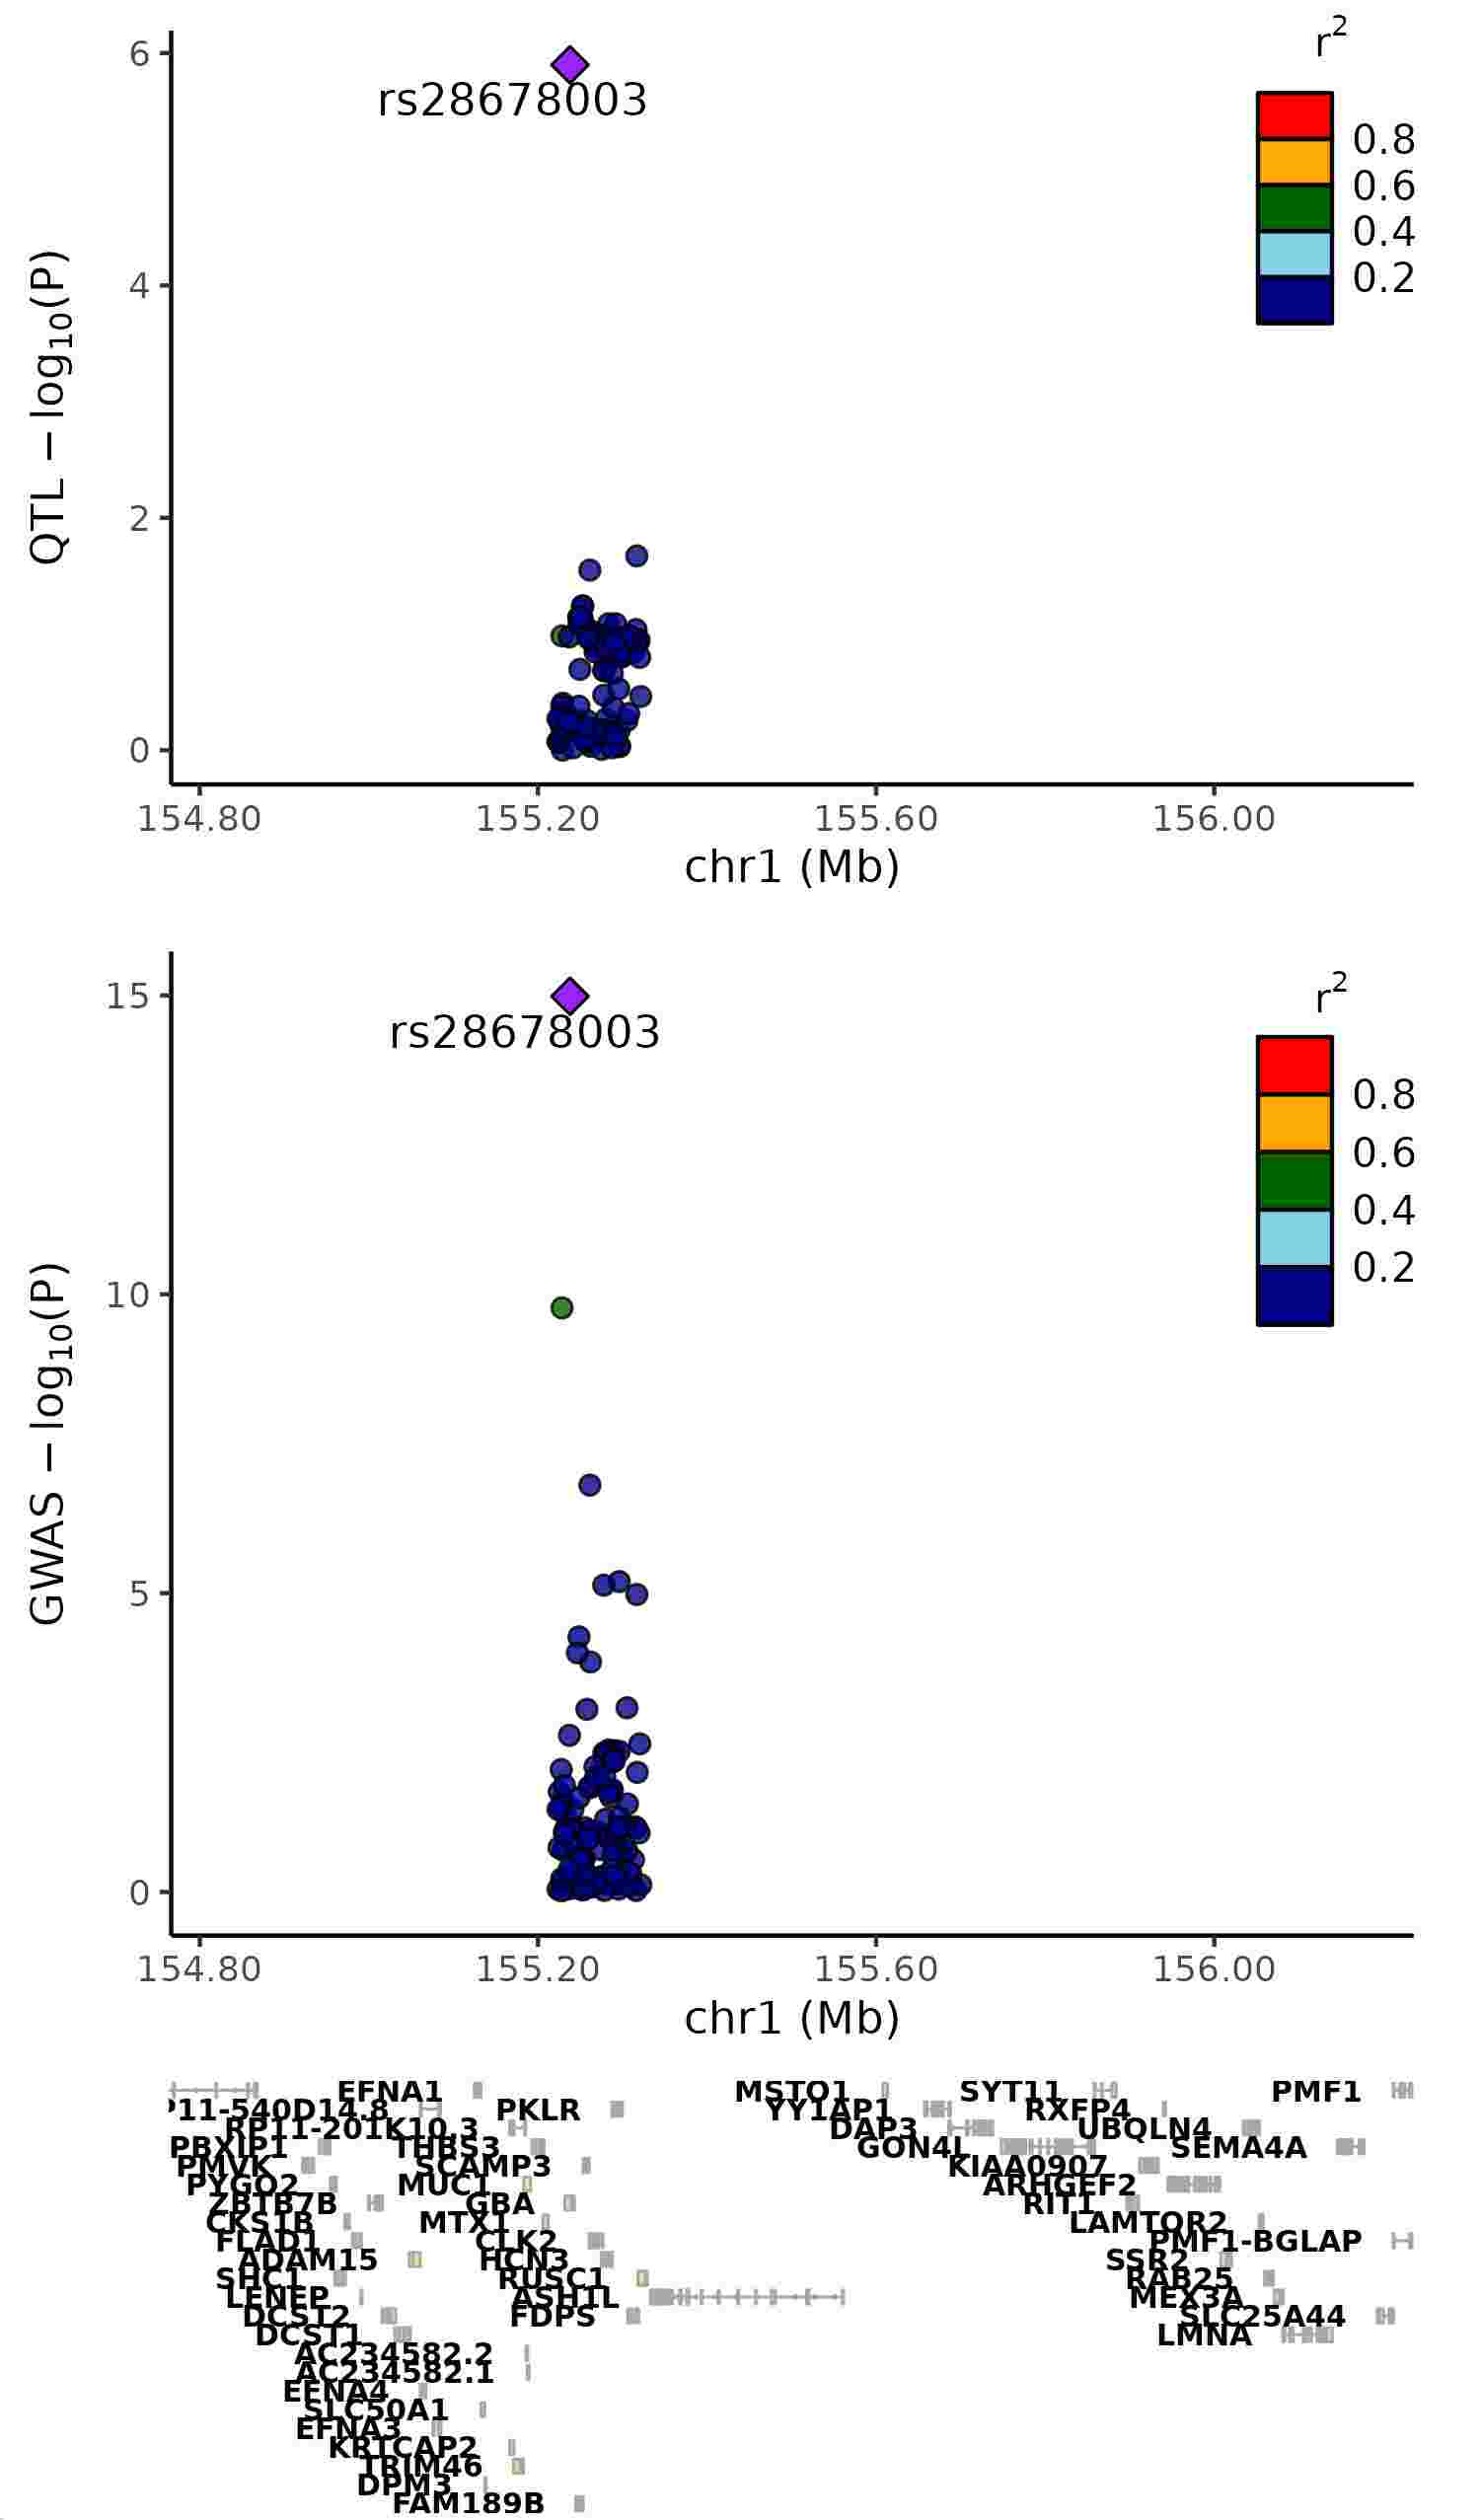 6
r2
rs28678003
0.8
0.6
0.4
0.2
4
2
0
QTL −log10(P)
154.80 155.20 155.60 156.00
chr1 (Mb)
15
r2
rs28678003
0.8
0.6
0.4
0.2
10
5
0
GWAS −log10(P)
154.80 155.20 155.60 156.00
chr1 (Mb)
EFNA1 MSTO1 SYT11 PMF1
P11-540D14.8 PKLR YY1AP1 RXFP4
RP11-201K10.3 DAP3 UBQLN4
PBXIP1 THBS3 GON4L SEMA4A
PMVK SCAMP3 KIAA0907
PYGO2 MUC1 ARHGEF2
ZBTB7B GBA RIT1
CKS1B MTX1 LAMTOR2
FLAD1 CLK2 PMF1-BGLAP
ADAM15 HCN3 SSR2
SHC1 RUSC1 RAB25
LENEP ASH1L MEX3A
DCST2 FDPS SLC25A44
DCST1 LMNA
AC234582.2
AC234582.1
EFNA4
SLC50A1
EFNA3
KRTCAP2
TRIM46
DPM3
FAM189B